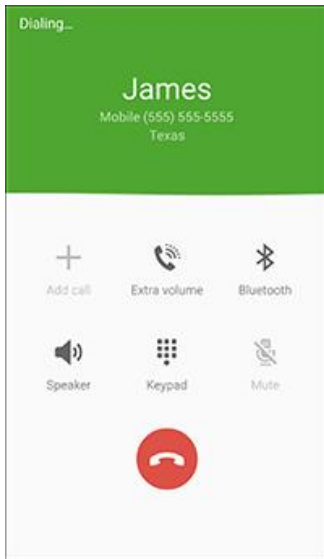 Dialing...
James
Mobile (555) 555-5555
Texas
Add call Extra volume Bluetooth
Speaker Keypad Mute